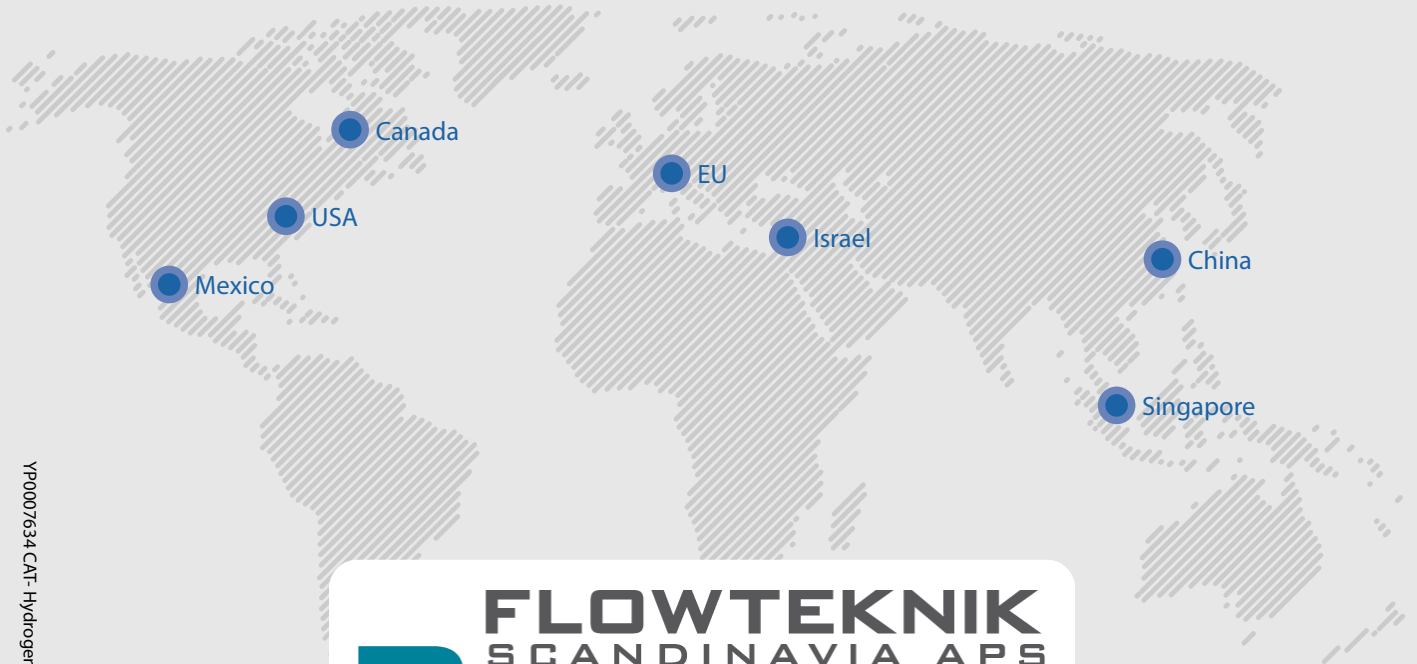 Canada
EU
USA
Israel
China
Mexico
Singapore
YP0007634 CAT- Hydrogen
FLOWTEKNIK
SCANDINAVIA APS